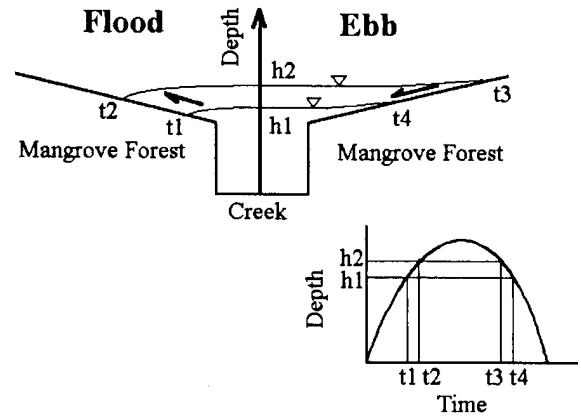 Flood
Depth
Ebb
h2
t2
t1
h1
t4
t3
Mangrove Forest
Mangrove Forest
Creek
h2
h1
Depth
t1 t2
t3 t4
Time